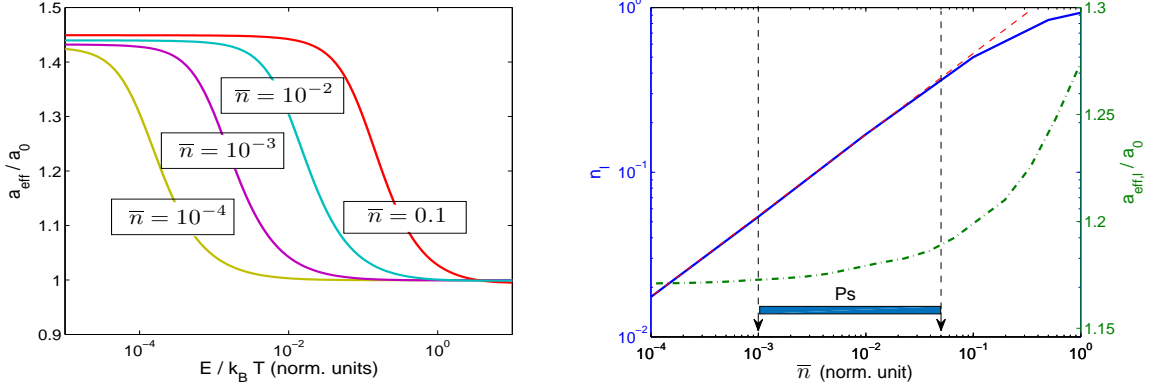 1.5
1.4
1.3
1.2
1.1
1
0.9
a_eff / a_0
n̅ = 10^−2
n̅ = 10^−3
n̅ = 10^−4
n̅ = 0.1
10^−4
10^−2
10^0
E / k_B T (norm. units)
10^0
10^−1
10^−2
n_l
Ps
1.3
1.25
1.2
1.15
a_eff,l / a_0
10^−4
10^−3
10^−2
10^−1
10^0
n̅ (norm. unit)